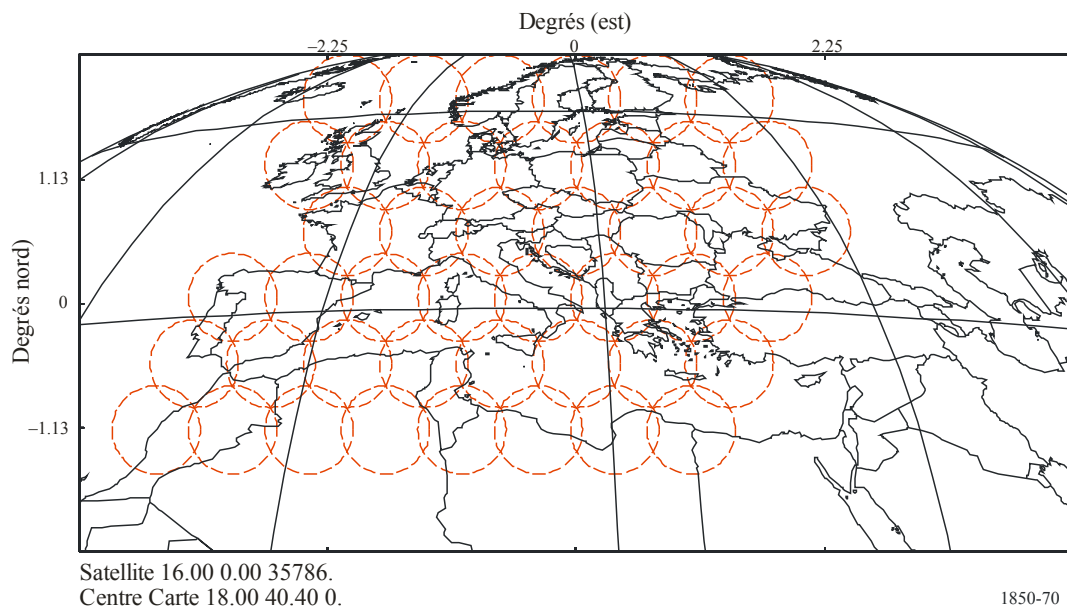 Degrés (est)
–2.25 0 2.25
1.13
0
–1.13
Degrés nord)
Satellite 16.00 0.00 35786.
Centre Carte 18.00 40.40 0.
1850-70